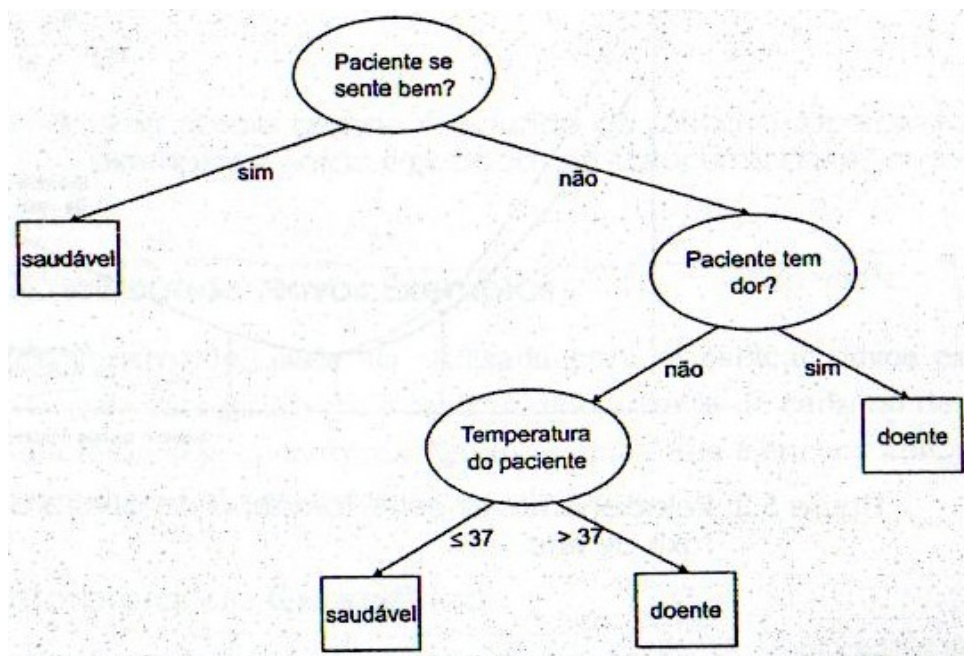 Paciente se
sente bem?
sim
não
saudável
Paciente tem
dor?
não
sim
Temperatura
do paciente
doente
≤ 37
> 37
saudável
doente